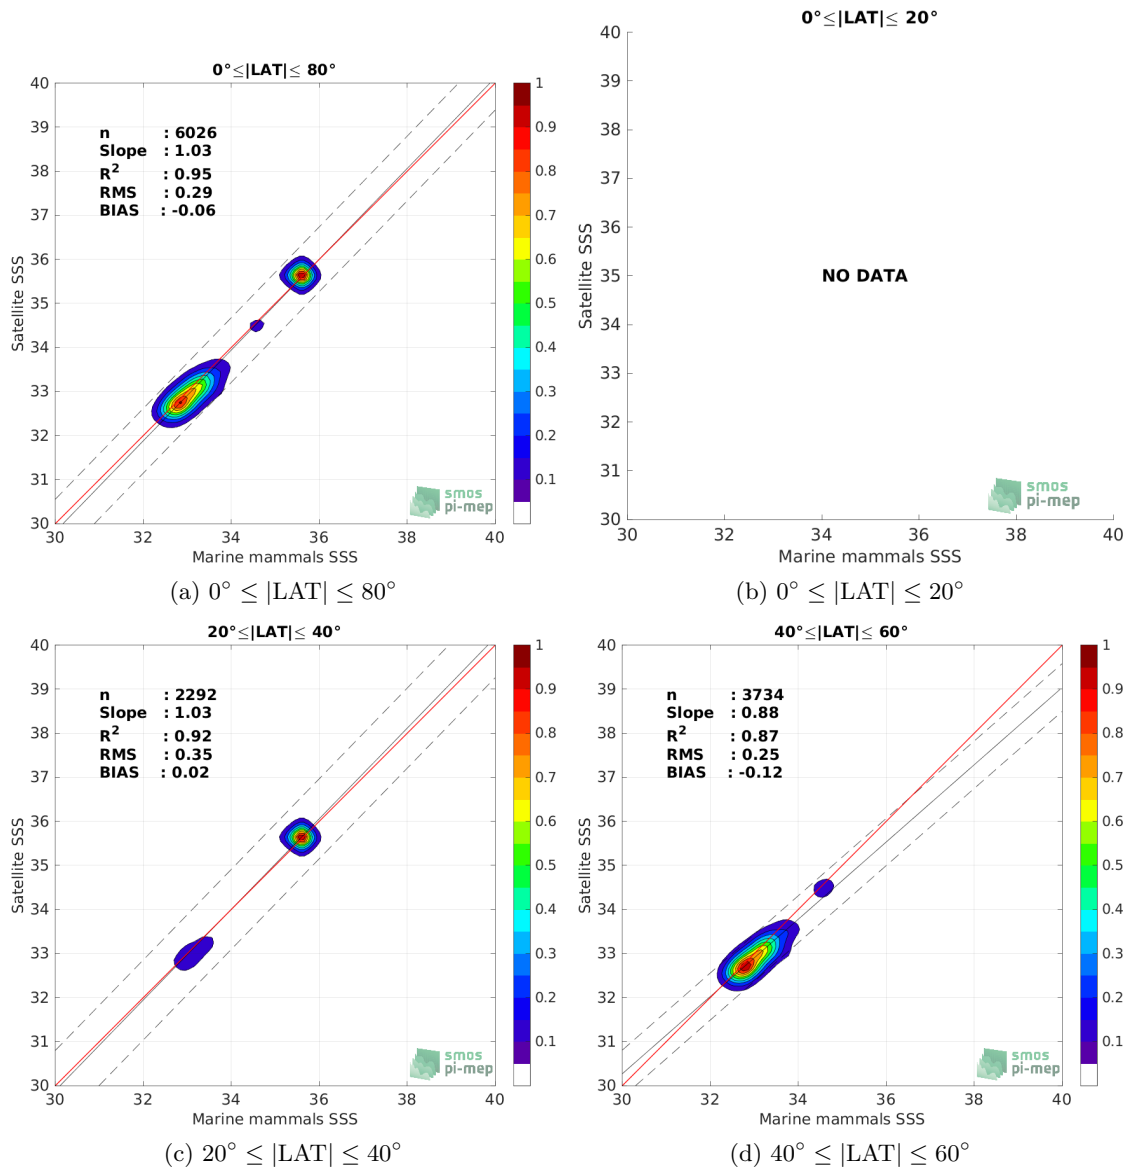 0°≤|LAT|≤ 80°
40
39
38
37
36
35
34
33
32
31
30
Satellite SSS
n : 6026
Slope : 1.03
R² : 0.95
RMS : 0.29
BIAS : -0.06
smos
pi-mep
30 32 34 36 38 40
Marine mammals SSS
1
0.9
0.8
0.7
0.6
0.5
0.4
0.3
0.2
0.1
(a) 0° ≤ |LAT| ≤ 80°
0°≤|LAT|≤ 20°
40
39
38
37
36
35
34
33
32
31
30
Satellite SSS
NO DATA
smos
pi-mep
30 32 34 36 38 40
Marine mammals SSS
(b) 0° ≤ |LAT| ≤ 20°
20°≤|LAT|≤ 40°
40
39
38
37
36
35
34
33
32
31
30
Satellite SSS
n : 2292
Slope : 1.03
R² : 0.92
RMS : 0.35
BIAS : 0.02
smos
pi-mep
30 32 34 36 38 40
Marine mammals SSS
1
0.9
0.8
0.7
0.6
0.5
0.4
0.3
0.2
0.1
(c) 20° ≤ |LAT| ≤ 40°
40°≤|LAT|≤ 60°
40
39
38
37
36
35
34
33
32
31
30
Satellite SSS
n : 3734
Slope : 0.88
R² : 0.87
RMS : 0.25
BIAS : -0.12
smos
pi-mep
30 32 34 36 38 40
Marine mammals SSS
1
0.9
0.8
0.7
0.6
0.5
0.4
0.3
0.2
0.1
(d) 40° ≤ |LAT| ≤ 60°